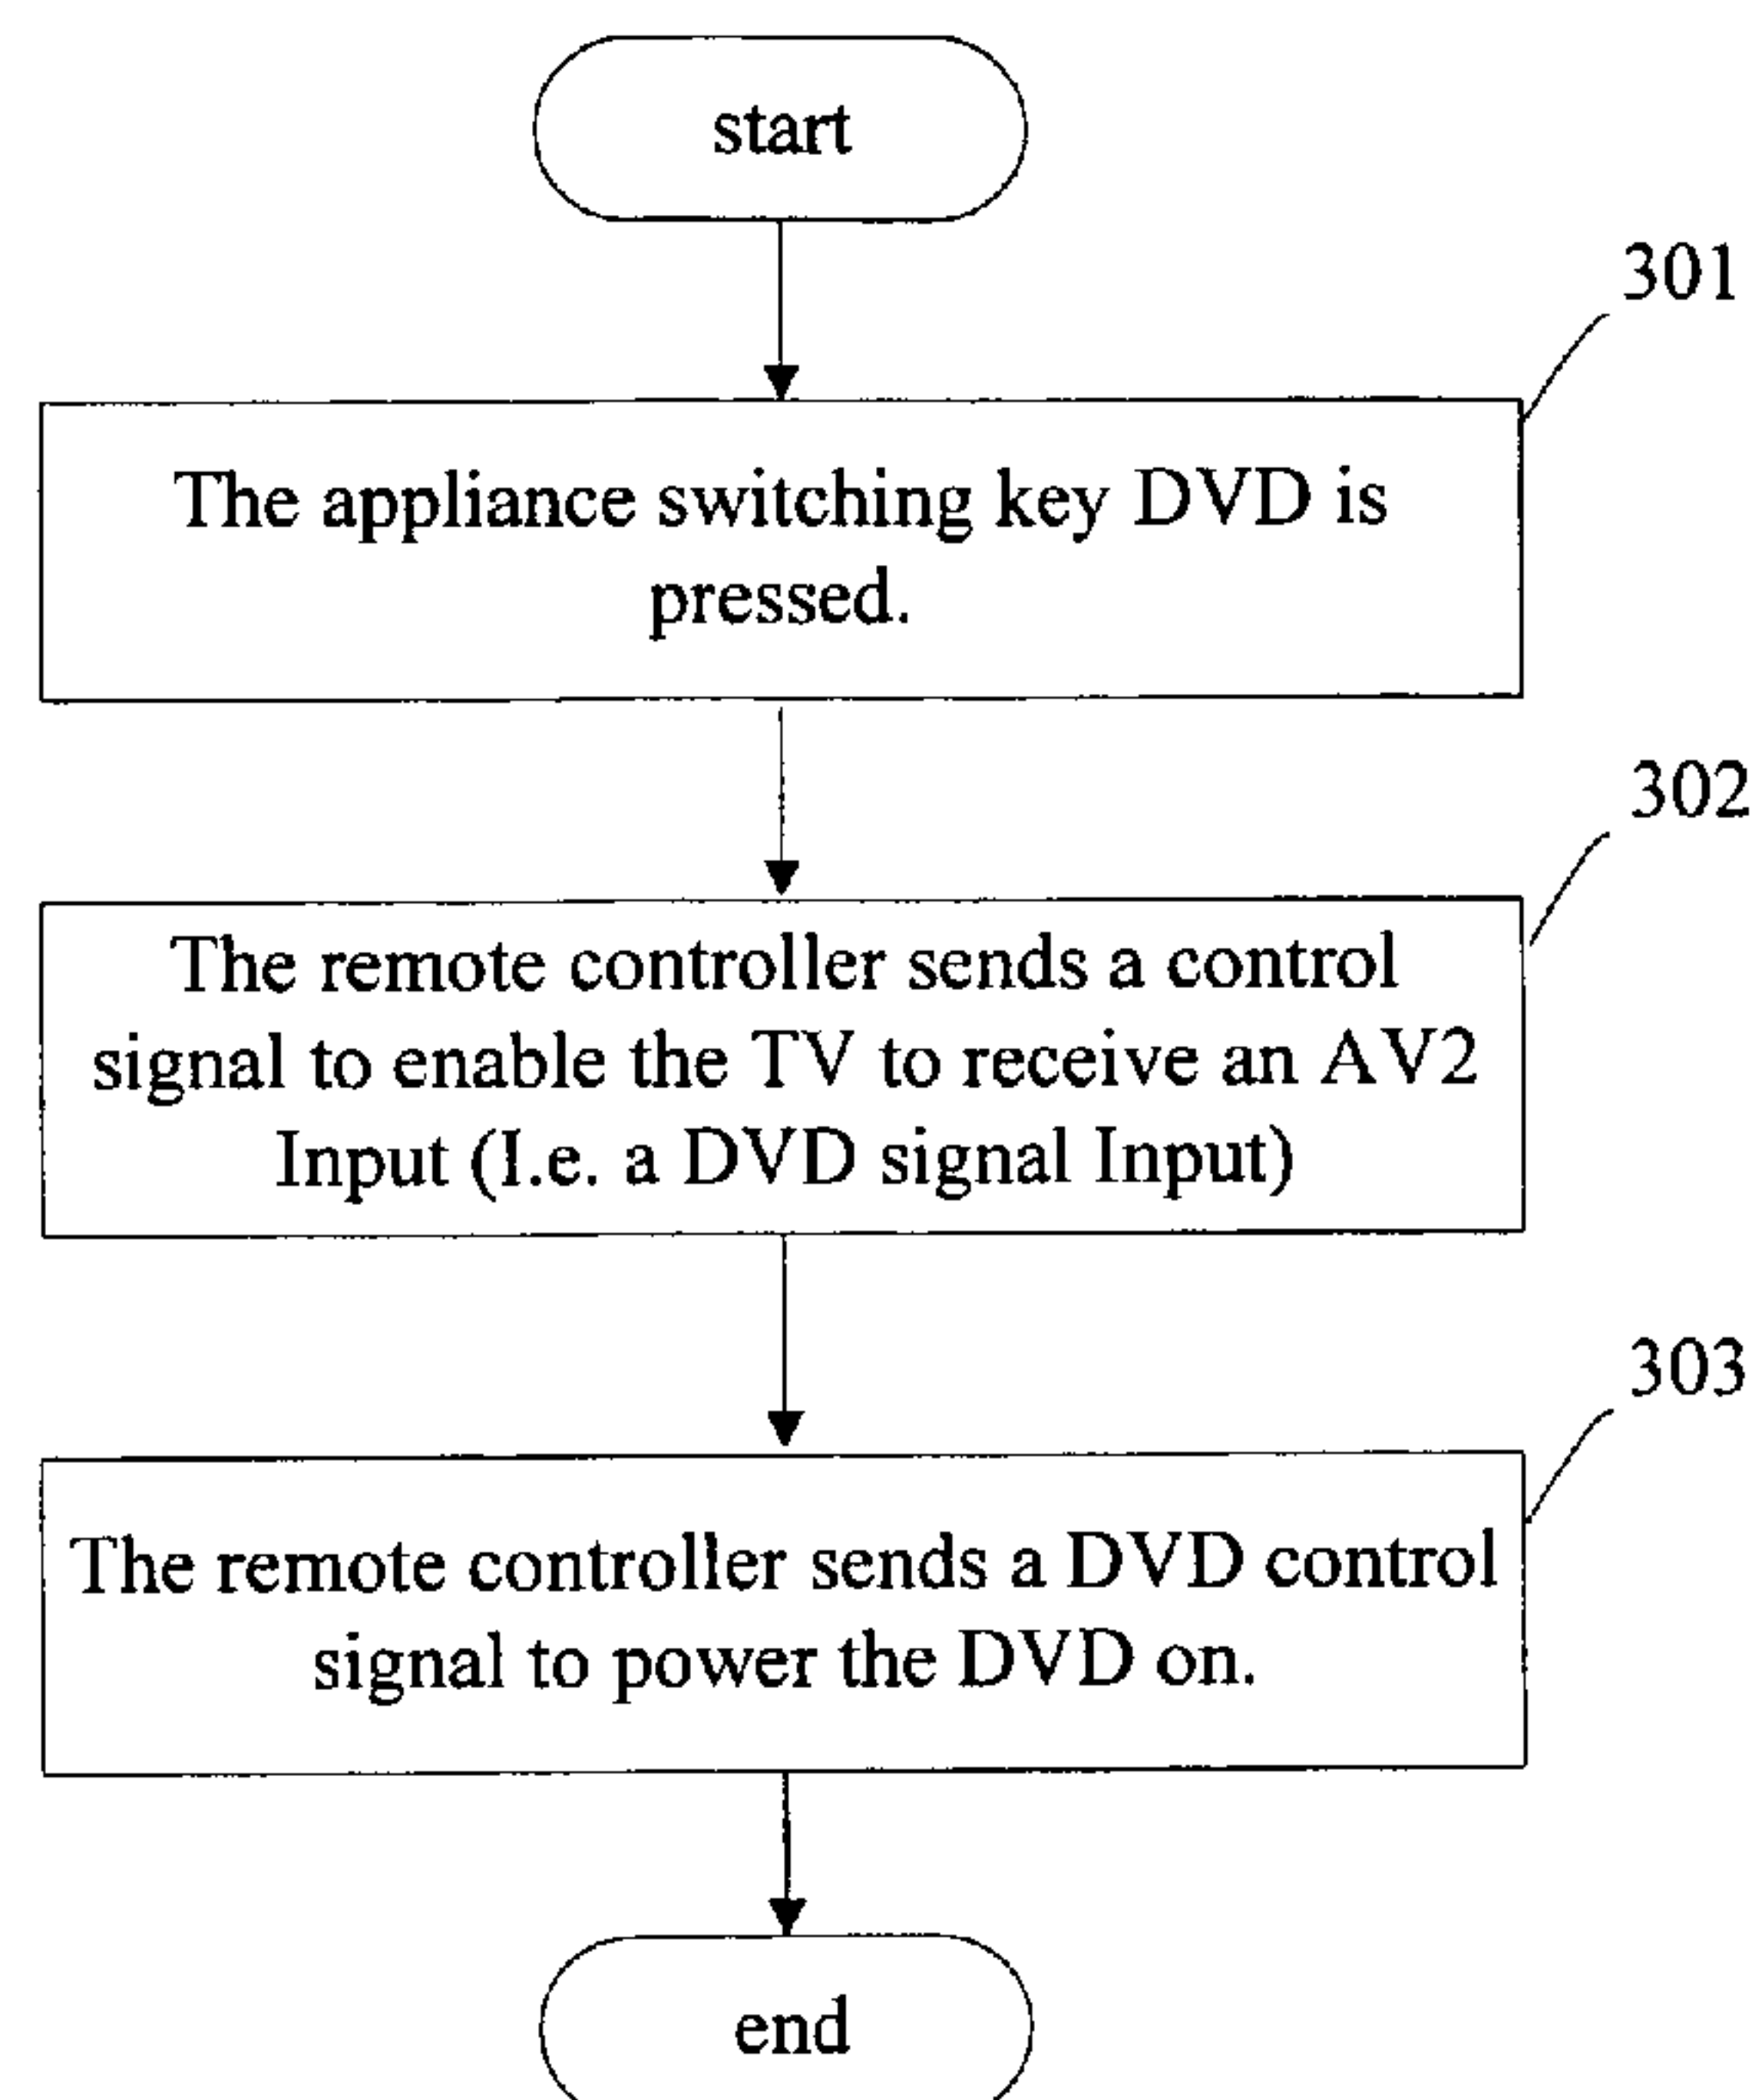 start
301
The appliance switching key DVD is
pressed.
302
The remote controller sends a control
signal to enable the TV to receive an AV2
Input (I.e. a DVD signal Input)
303
The remote controller sends a DVD control
signal to power the DVD on.
end